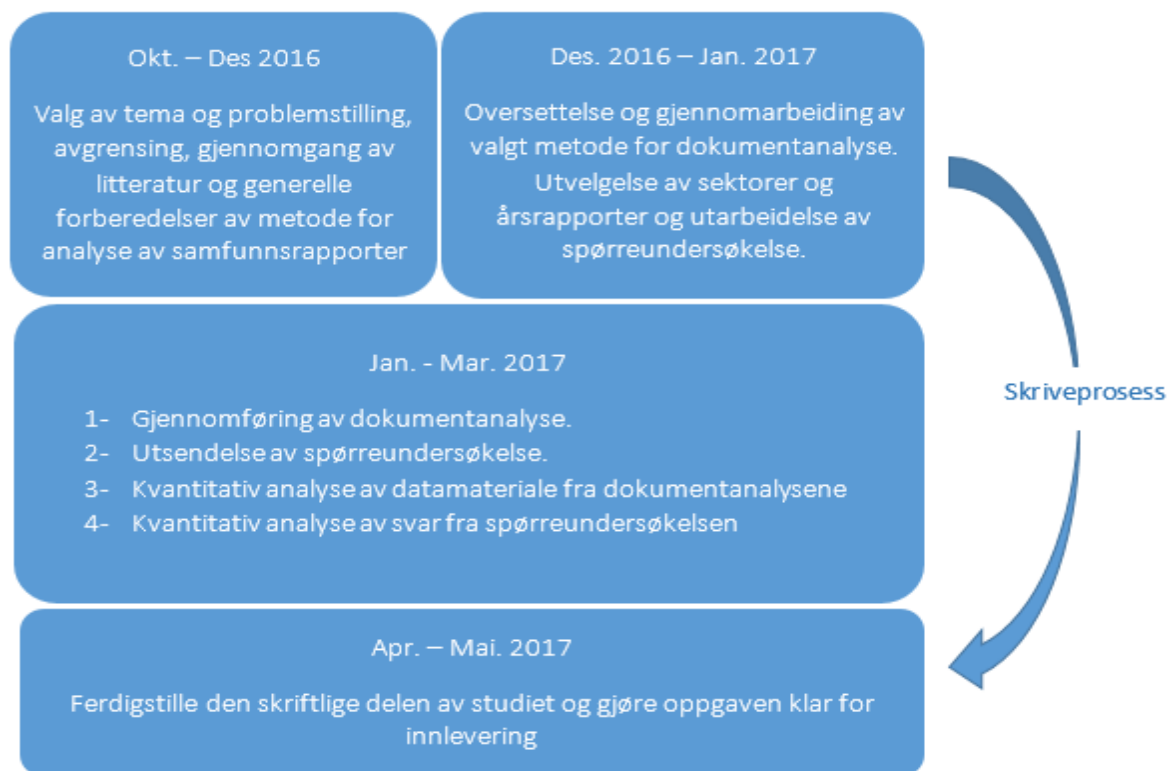 Okt. – Des 2016
Valg av tema og problemstilling,
avgrensing, gjennomgang av
litteratur og generelle
forberedelser av metode for
analyse av samfunnsrapporter
Des. 2016 – Jan. 2017
Oversettelse og gjennomarbeiding av
valgt metode for dokumentanalyse.
Utvelgelse av sektorer og
årsrapporter og utarbeidelse av
spørreundersøkelse.
Jan. - Mar. 2017
1- Gjennomføring av dokumentanalyse.
2- Utsendelse av spørreundersøkelse.
3- Kvantitativ analyse av datamateriale fra dokumentanalysene
4- Kvantitativ analyse av svar fra spørreundersøkelsen
Skriveprosess
Apr. – Mai. 2017
Ferdigstille den skriftlige delen av studiet og gjøre oppgaven klar for
innlevering